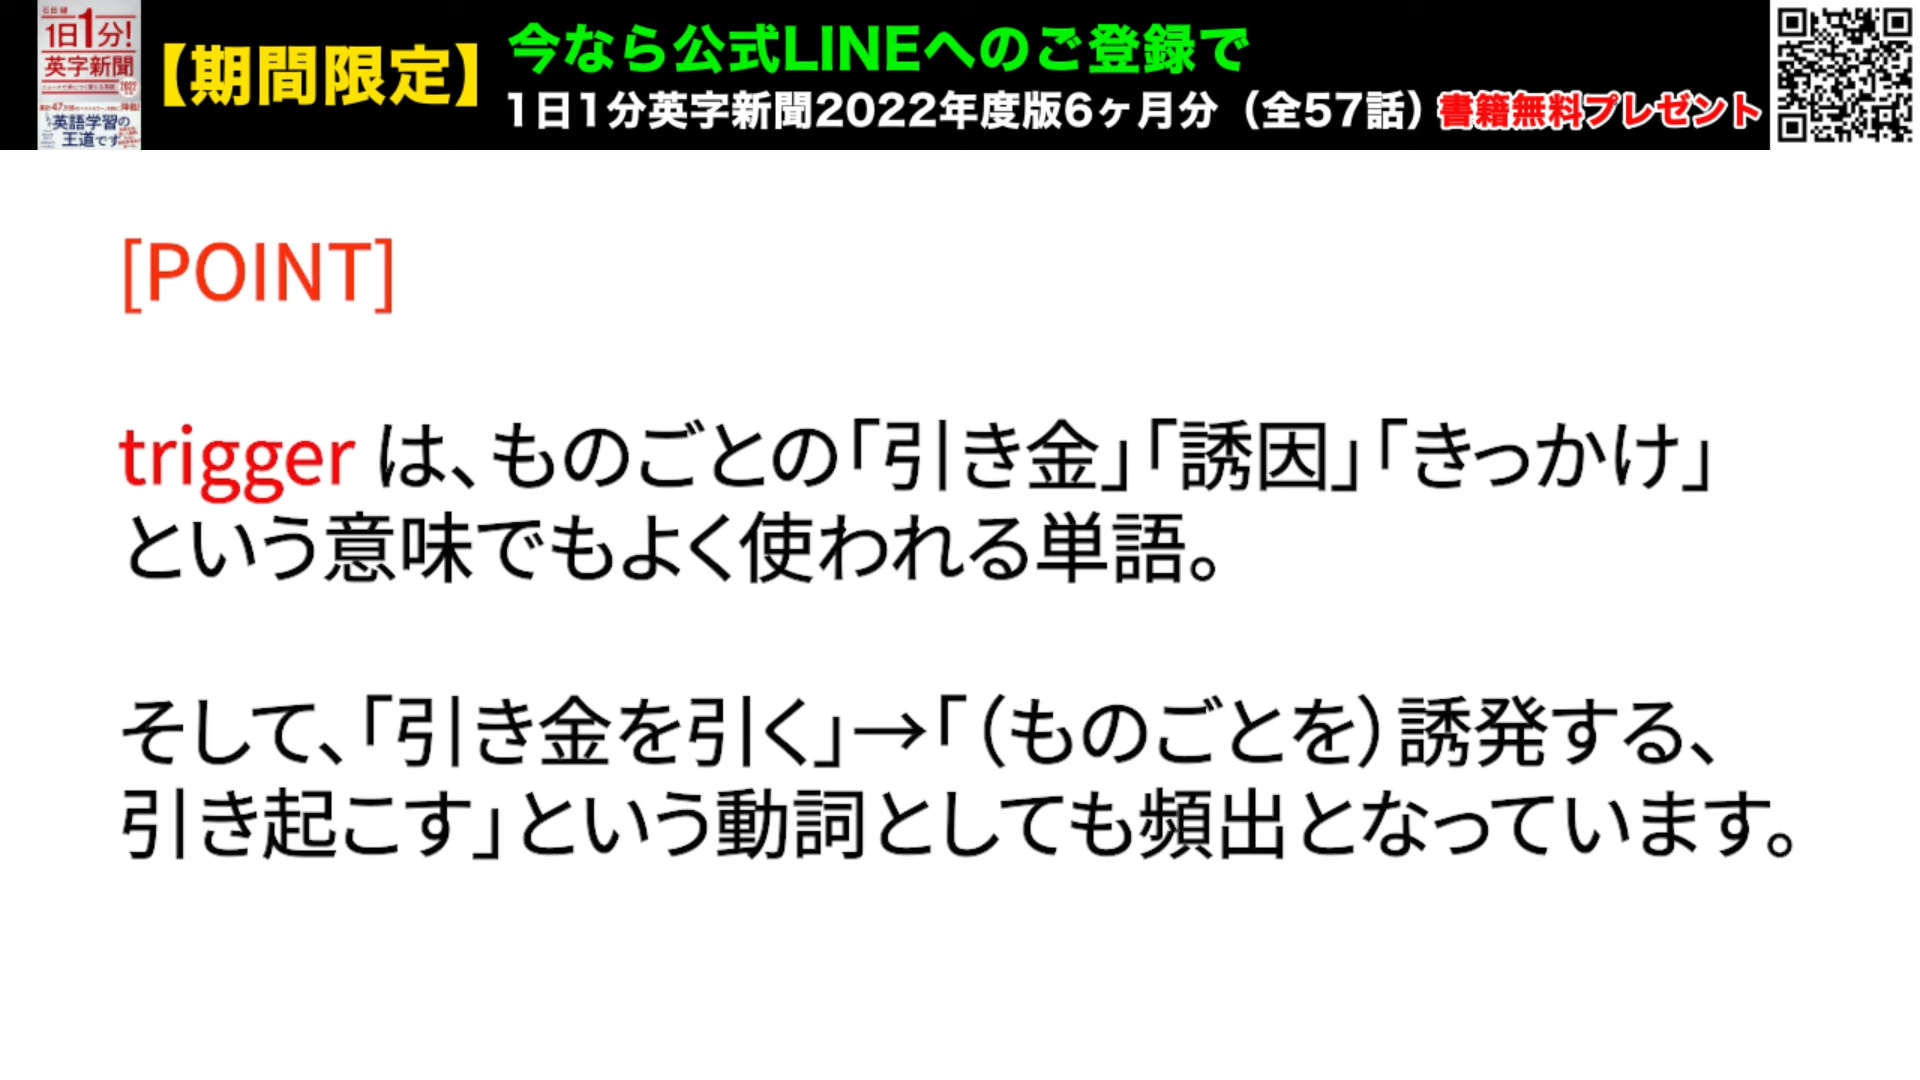 石田 健
1日1分!
英字新聞
2022
英語学習の
王道です
【期間限定】
今なら公式LINEへのご登録で
1日1分英字新聞2022年度版6ヶ月分（全57話）書籍無料プレゼント
[POINT]
trigger は、ものごとの「引き金」「誘因」「きっかけ」
という意味でもよく使われる単語。
そして、「引き金を引く」→「（ものごとを）誘発する、
引き起こす」という動詞としても頻出となっています。